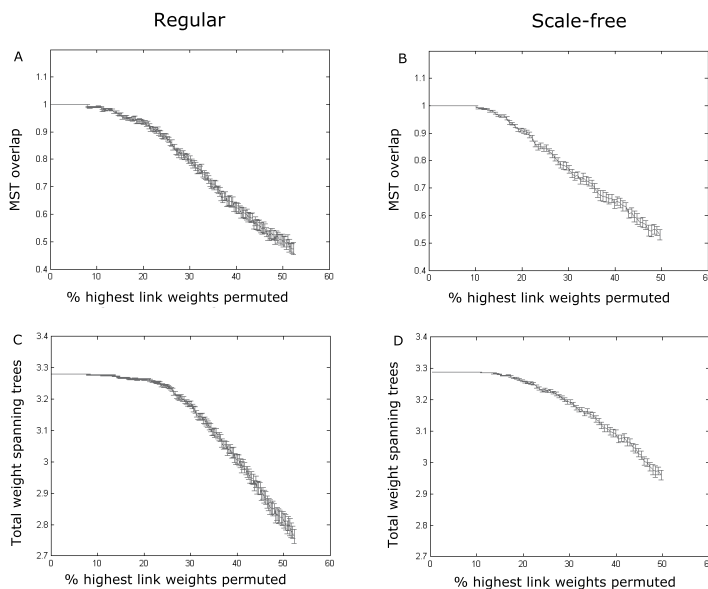 Regular
Scale-free
A
MST overlap
1.1
1
0.9
0.8
0.7
0.6
0.5
0.4
0 10 20 30 40 50 60
% highest link weights permuted
B
MST overlap
1.1
1
0.9
0.8
0.7
0.6
0.5
0.4
0 10 20 30 40 50 60
% highest link weights permuted
C
Total weight spanning trees
3.4
3.3
3.2
3.1
3
2.9
2.8
2.7
0 10 20 30 40 50 60
% highest link weights permuted
D
Total weight spanning trees
3.4
3.3
3.2
3.1
3
2.9
2.8
2.7
0 10 20 30 40 50 60
% highest link weights permuted